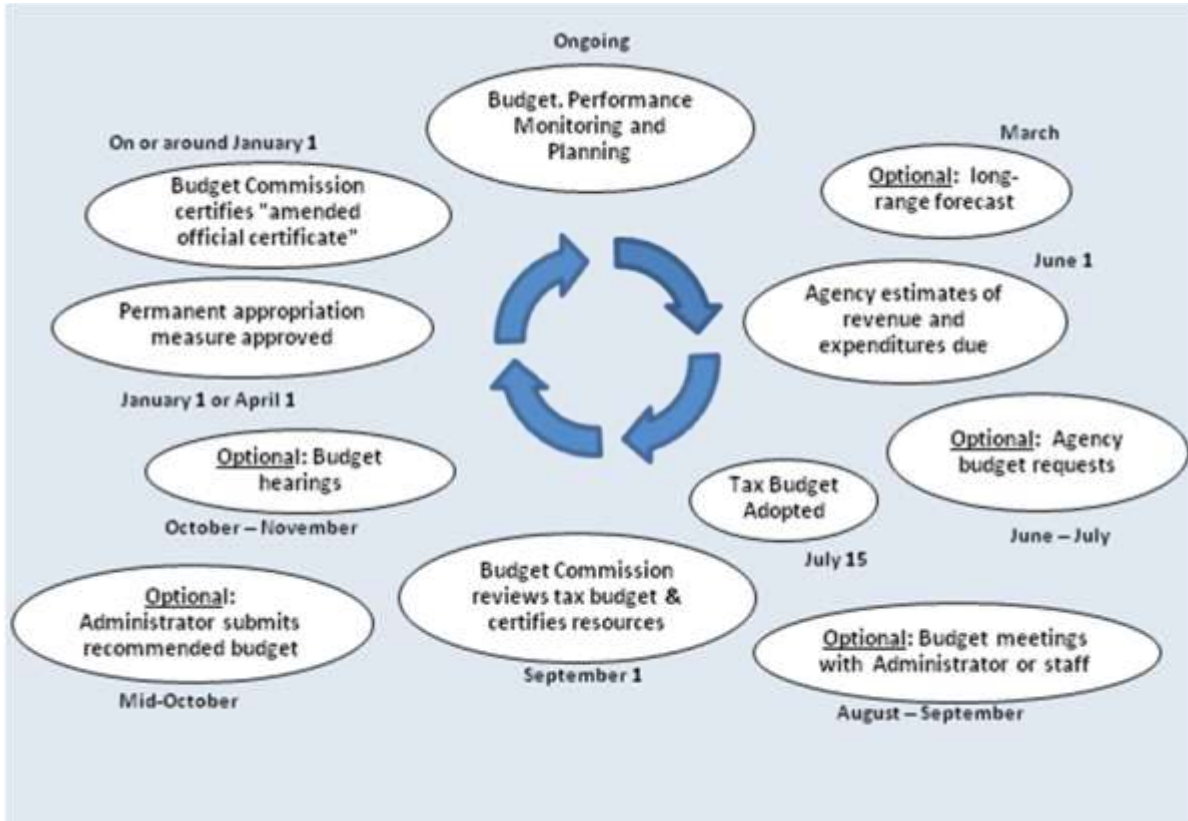 Ongoing
Budget. Performance
Monitoring and
Planning
March
Optional: long-
range forecast
June 1
Agency estimates of
revenue and
expenditures due
Optional: Agency
budget requests
June – July
Tax Budget
Adopted
July 15
Optional: Budget meetings
with Administrator or staff
August – September
Budget Commission
reviews tax budget &
certifies resources
September 1
Optional:
Administrator submits
recommended budget
Mid-October
Optional: Budget
hearings
October – November
Permanent appropriation
measure approved
January 1 or April 1
On or around January 1
Budget Commission
certifies "amended
official certificate"